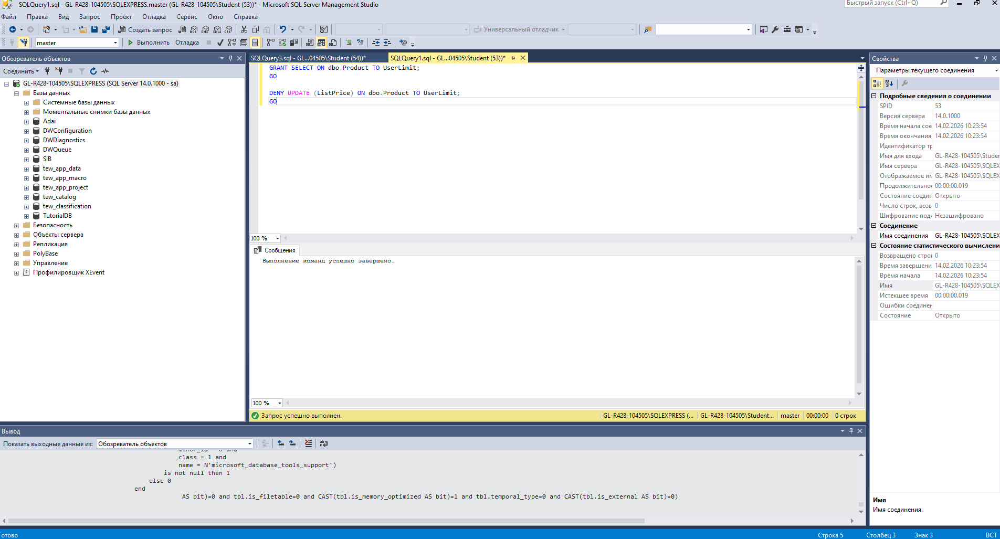 SQLQuery1.sql - GL-R428-104505\SQLEXPRESS.master (GL-R428-104505\Student (53))* - Microsoft SQL Server Management Studio
Быстрый запуск (Ctrl+Q)
Файл Правка Вид Запрос Проект Отладка Сервис Окно Справка
Создать запрос
MDX DMX XMLA DAX
Универсальный отладчик
master
Выполнить Отладка
Обозреватель объектов
Соединить
GL-R428-104505\SQLEXPRESS (SQL Server 14.0.1000 - sa)
Базы данных
Системные базы данных
Моментальные снимки базы данных
Adai
DWConfiguration
DWDiagnostics
DWQueue
SIB
tew_app_data
tew_app_macro
tew_app_project
tew_catalog
tew_classification
TutorialDB
Безопасность
Объекты сервера
Репликация
PolyBase
Управление
Профилировщик XEvent
SQLQuery3.sql - GL...04505\Student (54))*
SQLQuery1.sql - GL...04505\Student (53))*
GRANT SELECT ON dbo.Product TO UserLimit;
GO
DENY UPDATE (ListPrice) ON dbo.Product TO UserLimit;
GO
100 %
Сообщения
Выполнение команд успешно завершено.
100 %
Запрос успешно выполнен.
GL-R428-104505\SQLEXPRESS (... GL-R428-104505\Student... master 00:00:00 0 строк
Свойства
Параметры текущего соединения
Подробные сведения о соединении
SPID 53
Версия сервера 14.0.1000
Время начала сое, 14.02.2026 10:23:54
Время окончания 14.02.2026 10:23:54
Идентификатор тр
Имя для входа GL-R428-104505\Studer
Имя сервера GL-R428-104505\SQLEX
Отображаемое им GL-R428-104505\SQLEX
Продолжительнос 00:00:00.019
Состояние соедин Открыто
Число строк, возв 0
Шифрование подк Незашифровано
Соединение
Имя соединения GL-R428-104505\SQLEX
Состояние статистического вычислени
Возвращено строк 0
Время завершени. 14.02.2026 10:23:54
Время начала 14.02.2026 10:23:54
Имя GL-R428-104505\SQLEX
Истекшее время 00:00:00.019
Ошибки соединен
Состояние Открыто
Имя
Имя соединения.
Вывод
Показать выходные данные из: Обозреватель объектов
class = 1 and
name = N'microsoft_database_tools_support')
is not null then 1
else 0
end
AS bit)=0 and tbl.is_filetable=0 and CAST(tbl.is_memory_optimized AS bit)=1 and tbl.temporal_type=0 and CAST(tbl.is_external AS bit)=0)
Готово
Строка 5 Столбец 3 Знак 3 ВСТ